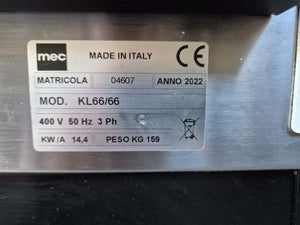 mec MADE IN ITALY CE
MATRICOLA 04607 ANNO 2022
MOD. KL66/66
400 V 50 Hz 3 Ph
KW/A 14,4 PESO KG 159